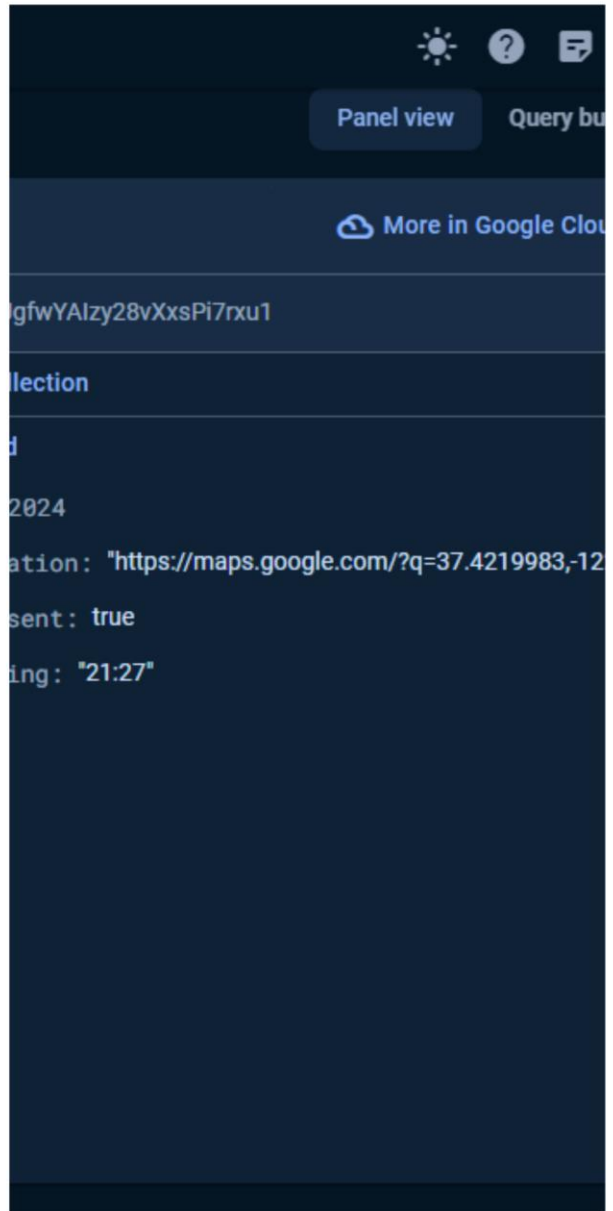 Panel view Query bu
More in Google Clou
JgfwYAIzy28vXxsPi7rxu1
llection
d
2024
ation: "https://maps.google.com/?q=37.4219983,-12
sent: true
ing: "21:27"